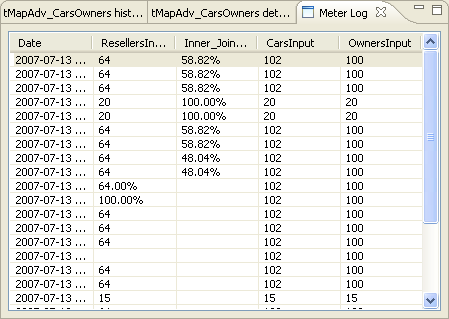 tMapAdv_CarsOwners hist... tMapAdv_CarsOwners det... Meter Log
Date ResellersIn... Inner_Join... CarsInput OwnersInput
2007-07-13 ... 64 58.82% 102 100
2007-07-13 ... 64 58.82% 102 100
2007-07-13 ... 64 58.82% 102 100
2007-07-13 ... 20 100.00% 20 20
2007-07-13 ... 20 100.00% 20 20
2007-07-13 ... 64 58.82% 102 100
2007-07-13 ... 64 58.82% 102 100
2007-07-13 ... 64 48.04% 102 100
2007-07-13 ... 64 48.04% 102 100
2007-07-13 ... 64.00% 102 100
2007-07-13 ... 100.00% 102 100
2007-07-13 ... 64 102 100
2007-07-13 ... 64 102 100
2007-07-13 ... 64 102 100
2007-07-13 ... 102 100
2007-07-13 ... 64 102 100
2007-07-13 ... 64 102 100
2007-07-13 ... 15 15 15